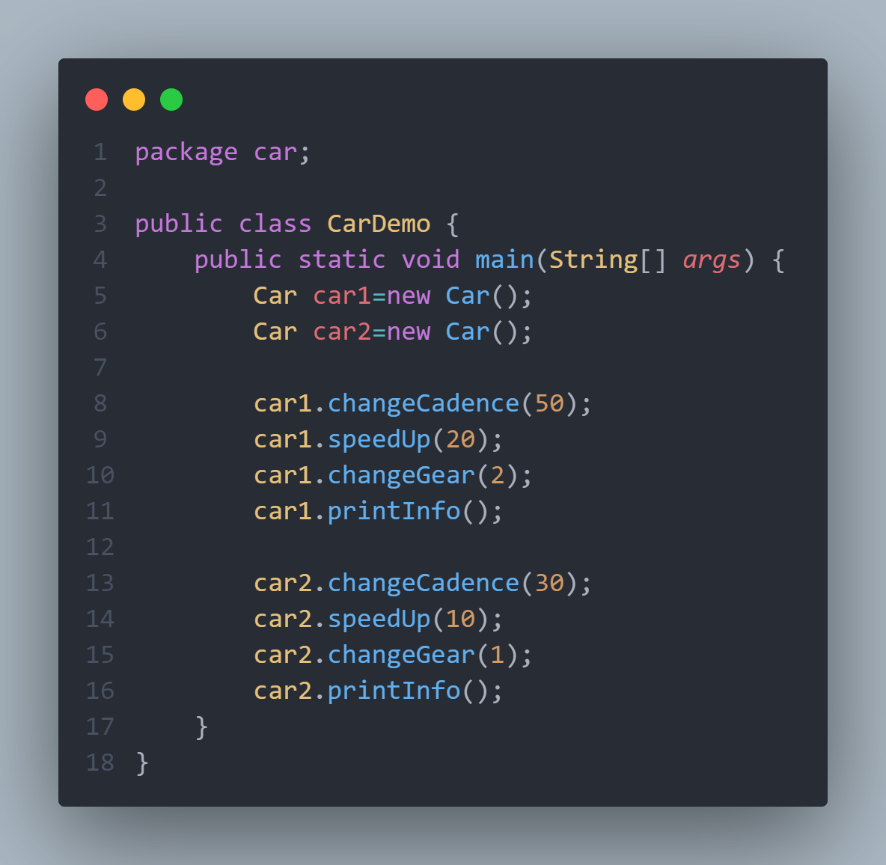 1 package car;
2
3 public class CarDemo {
4     public static void main(String[] args) {
5         Car car1=new Car();
6         Car car2=new Car();
7
8         car1.changeCadence(50);
9         car1.speedUp(20);
10         car1.changeGear(2);
11         car1.printInfo();
12
13         car2.changeCadence(30);
14         car2.speedUp(10);
15         car2.changeGear(1);
16         car2.printInfo();
17     }
18 }